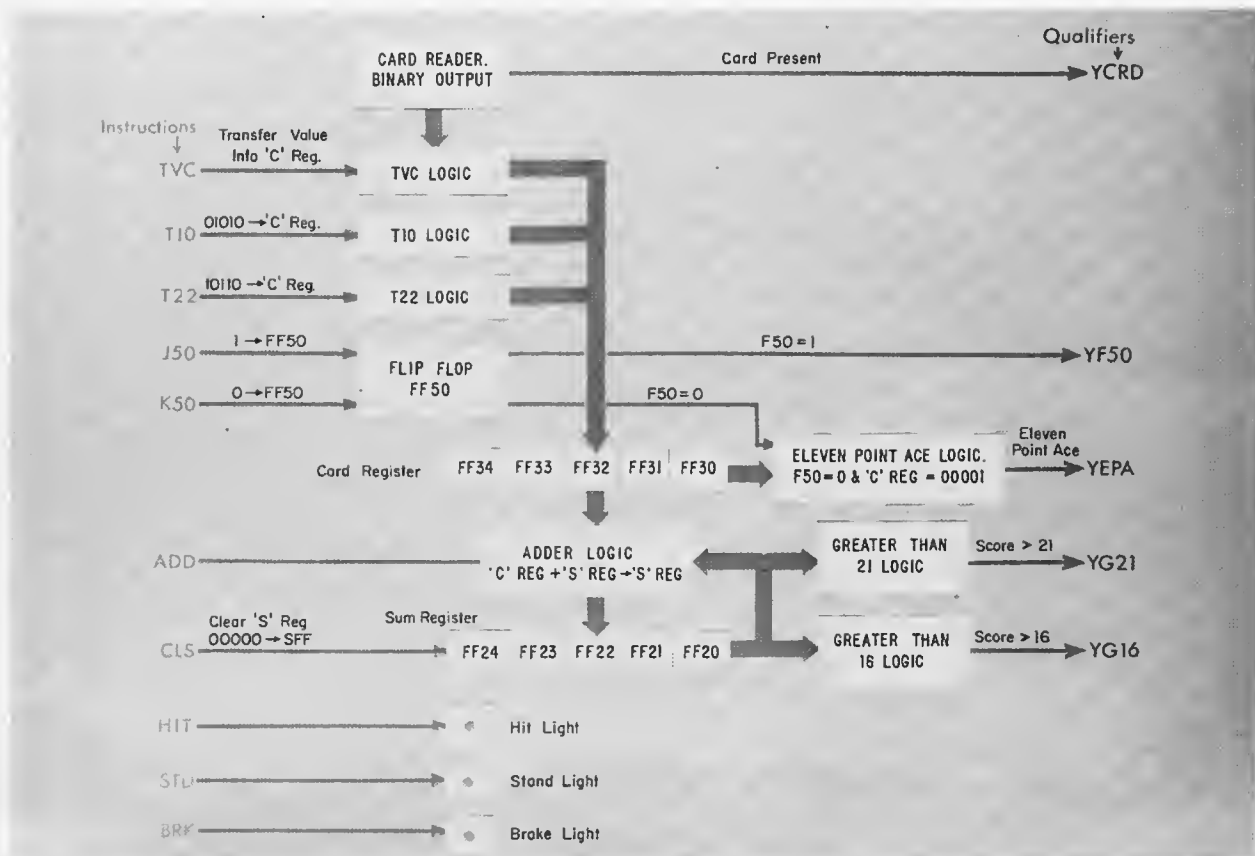 Qualifiers
CARD READER.
BINARY OUTPUT
Card Present
YCRD
Instructions
Transfer Value
Into 'C' Reg.
TVC
TVC LOGIC
T10
01010→'C' Reg.
T10 LOGIC
T22
10110→'C' Reg.
T22 LOGIC
J50
1→FF50
FLIP FLOP
FF50
F50=1
YF50
K50
0→FF50
F50=0
Card Register
FF34 FF33 FF32 FF31 FF30
ELEVEN POINT ACE LOGIC.
F50=0 & 'C' REG = 00001
Eleven
Point Ace
YEPA
ADD
ADDER LOGIC
'C' REG +'S' REG→'S' REG
GREATER THAN
21 LOGIC
Score > 21
YG21
Clear 'S' Reg
00000→SFF
CLS
Sum Register
FF24 FF23 FF22 FF21 FF20
GREATER THAN
16 LOGIC
Score >16
YG16
HIT
Hit Light
STD
Stand Light
BRK
Brake Light